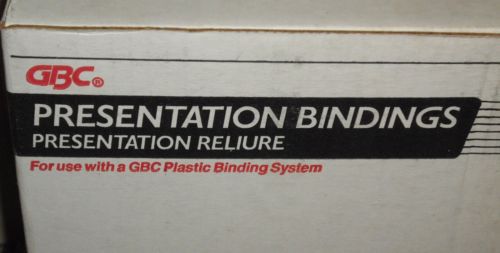 GBC®
PRESENTATION BINDINGS
PRESENTATION RELIURE
For use with a GBC Plastic Binding System